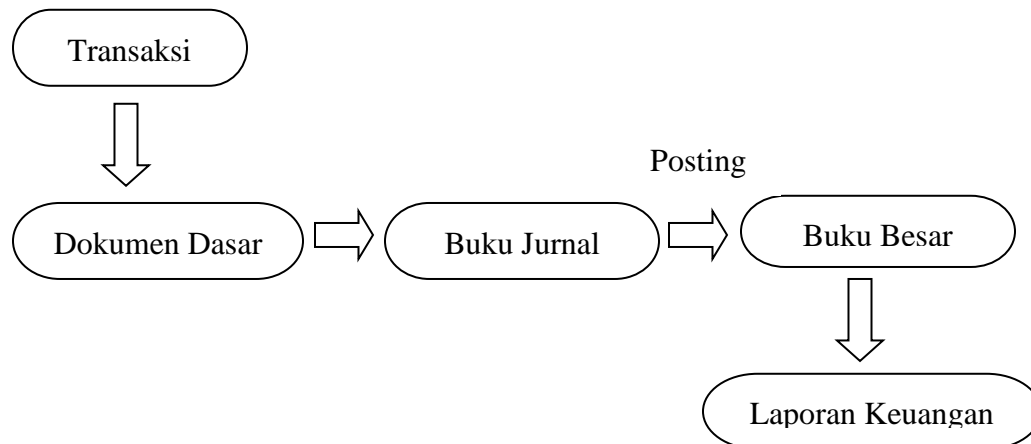 Transaksi
Posting
Dokumen Dasar
Buku Jurnal
Buku Besar
Laporan Keuangan